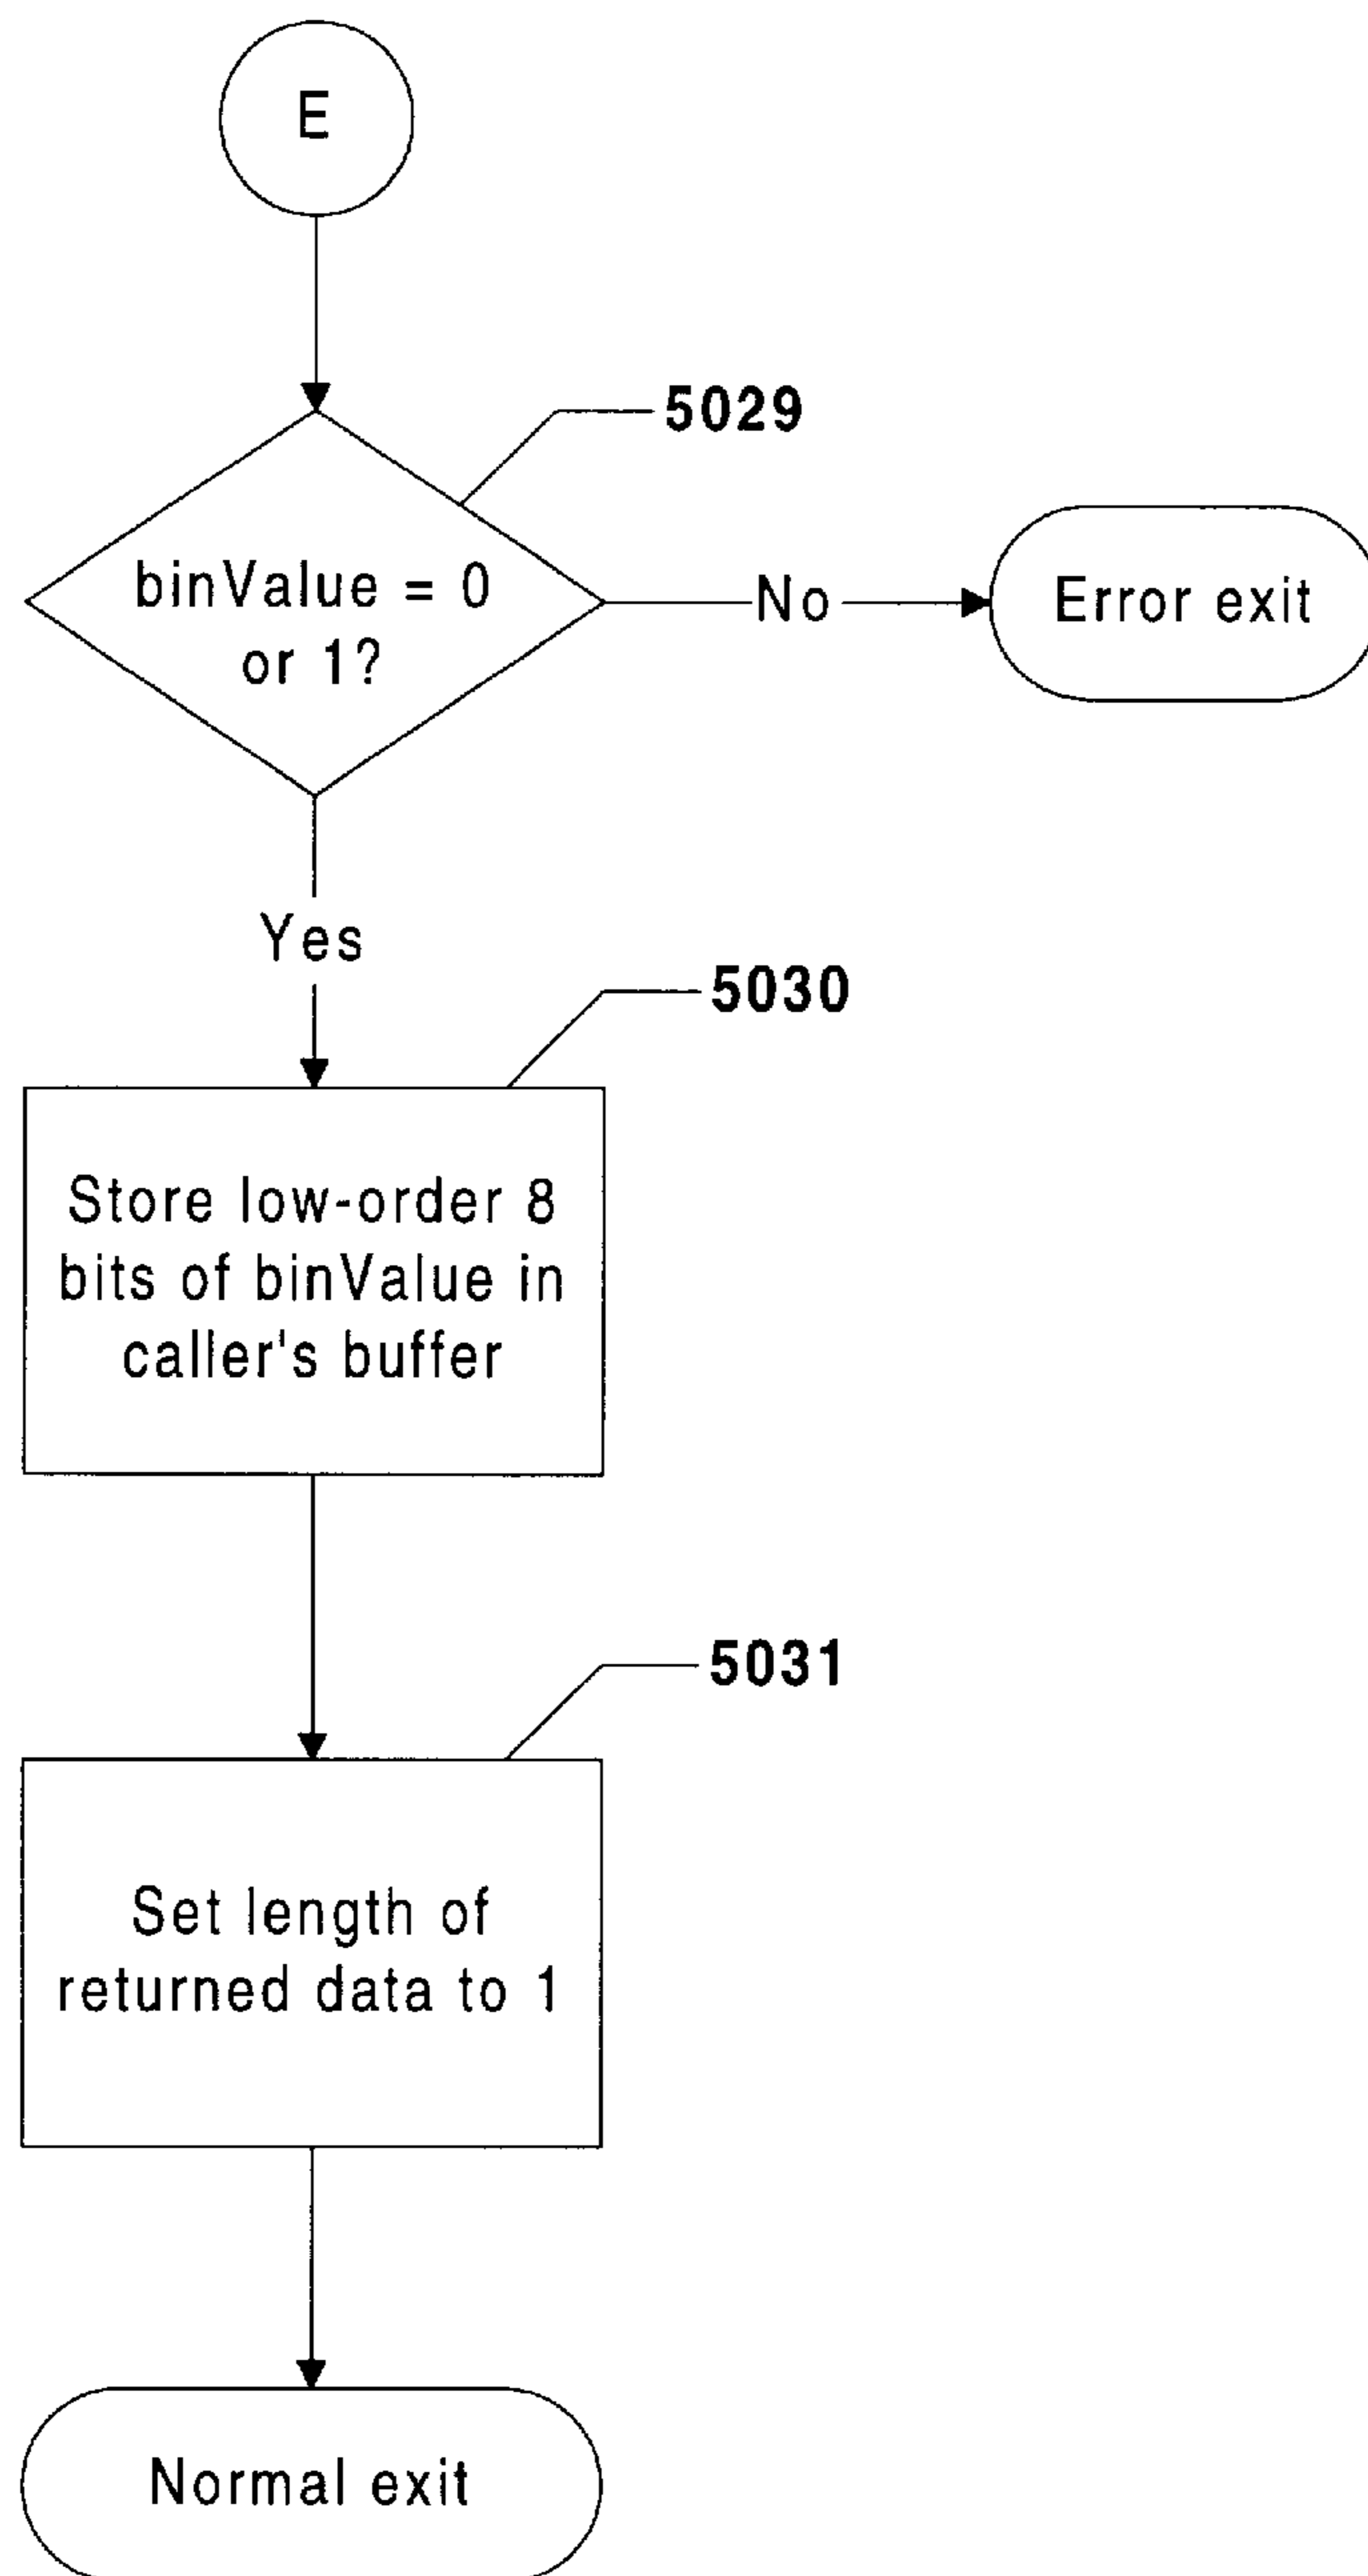 E
5029
binValue = 0
or 1?
No
Error exit
Yes
5030
Store low-order 8
bits of binValue in
caller's buffer
5031
Set length of
returned data to 1
Normal exit